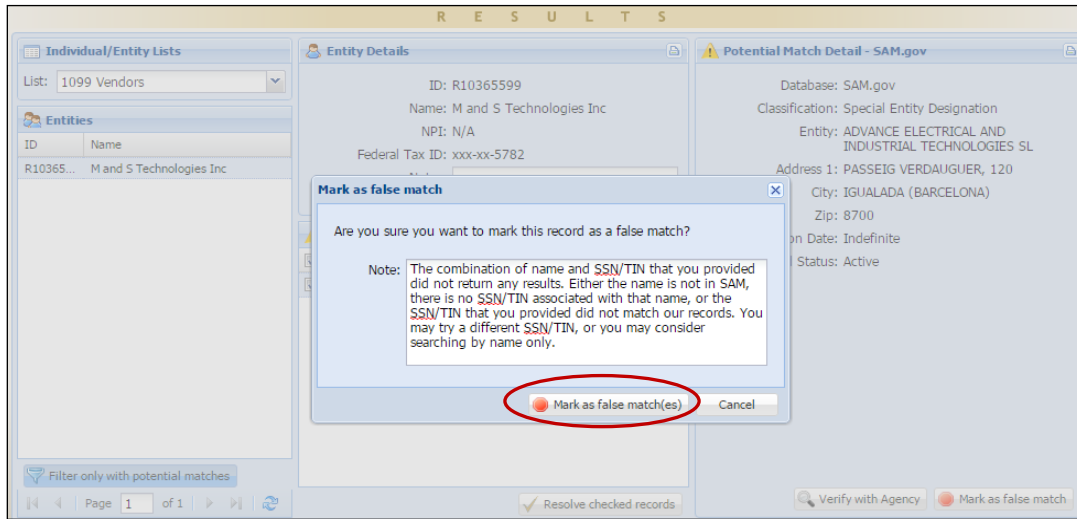 R E S U L T S
Individual/Entity Lists
List: 1099 Vendors
Entities
ID Name
R10365... M and S Technologies Inc
Filter only with potential matches
Page 1 of 1
Entity Details
ID: R10365599
Name: M and S Technologies Inc
NPI: N/A
Federal Tax ID: xxx-xx-5782
Mark as false match
Are you sure you want to mark this record as a false match?
Note: The combination of name and SSN/TIN that you provided
did not return any results. Either the name is not in SAM,
there is no SSN/TIN associated with that name, or the
SSN/TIN that you provided did not match our records. You
may try a different SSN/TIN, or you may consider
searching by name only.
Mark as false match(es) Cancel
Resolve checked records
Potential Match Detail - SAM.gov
Database: SAM.gov
Classification: Special Entity Designation
Entity: ADVANCE ELECTRICAL AND
INDUSTRIAL TECHNOLOGIES SL
Address 1: PASSEIG VERDAUGUER, 120
City: IGUALADA (BARCELONA)
Zip: 8700
on Date: Indefinite
Status: Active
Verify with Agency Mark as false match